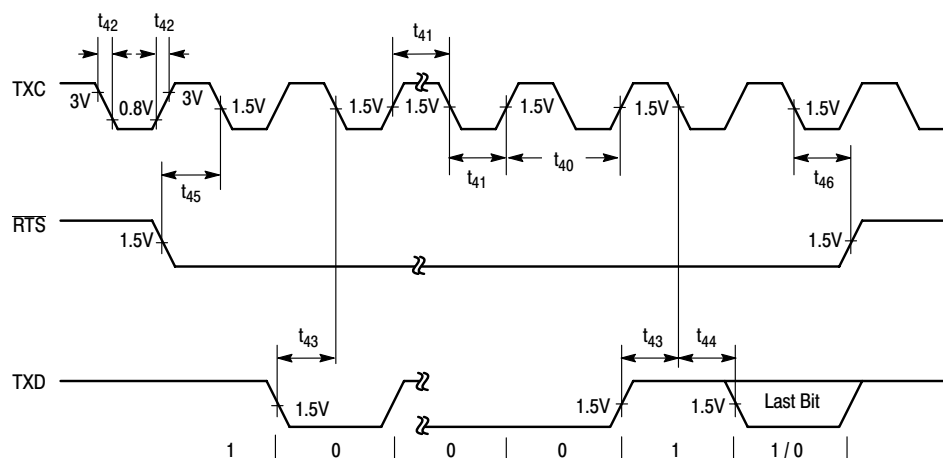 t42 t42 t41
TXC 3V 0.8V 3V 1.5V 1.5V 1.5V 1.5V 1.5V 1.5V
t45 t41 t40 t46
RTS 1.5V 1.5V
t43 t43 t44
TXD 1.5V 1.5V 1.5V Last Bit
1 0 0 0 1 1 / 0